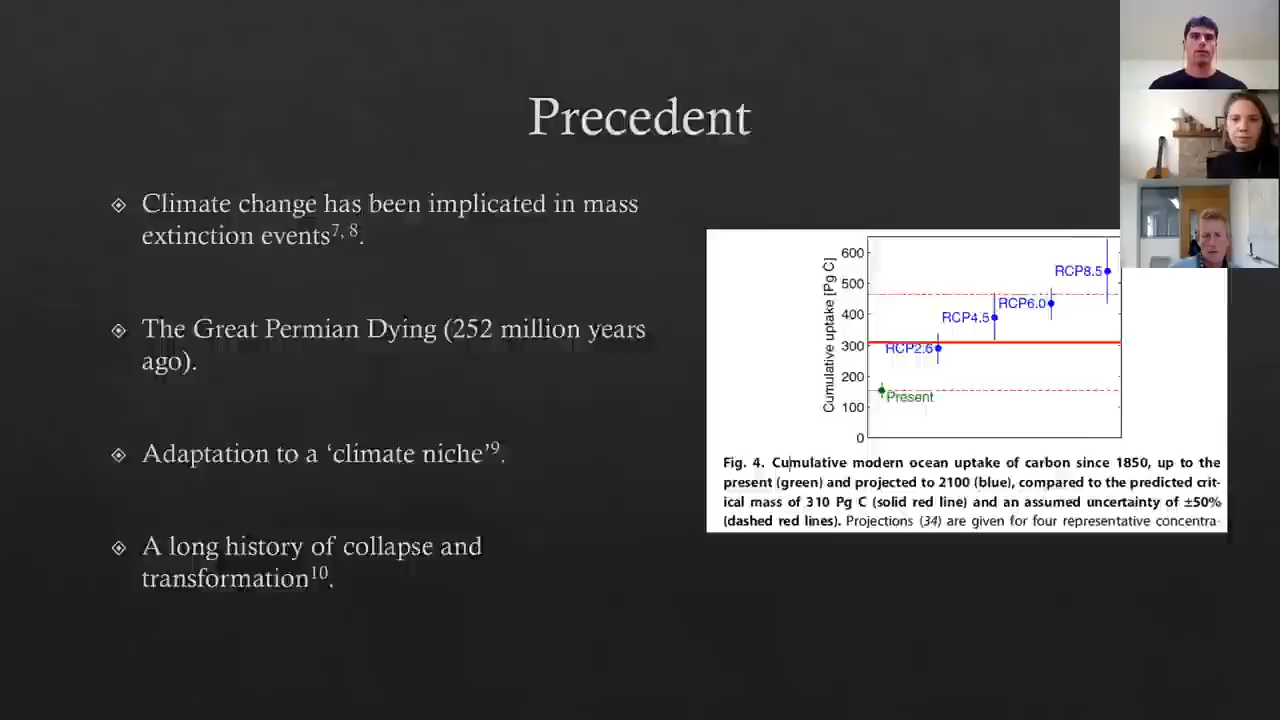 Precedent
Climate change has been implicated in mass
extinction events7, 8.
The Great Permian Dying (252 million years
ago).
Adaptation to a ‘climate niche’9.
A long history of collapse and
transformation10.
Cumulative uptake [Pg C]
600
500
400
300
200
100
0
RCP8.5
RCP6.0
RCP4.5
RCP2.6
Present
Fig. 4. Cumulative modern ocean uptake of carbon since 1850, up to the
present (green) and projected to 2100 (blue), compared to the predicted crit-
ical mass of 310 Pg C (solid red line) and an assumed uncertainty of ±50%
(dashed red lines). Projections (34) are given for four representative concentra-